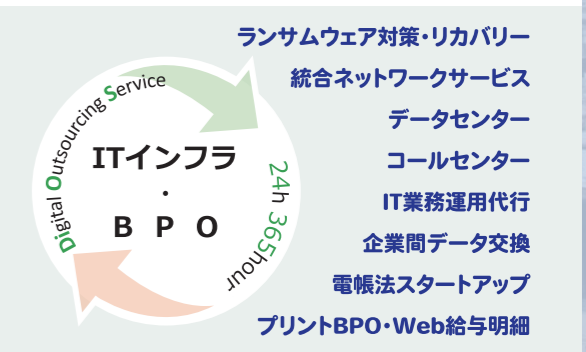 Digital Outsourcing Service
ITインフラ
・
BPO
24h 365hour
ランサムウェア対策・リカバリー
統合ネットワークサービス
データセンター
コールセンター
IT業務運用代行
企業間データ交換
電帳法スタートアップ
プリントBPO・Web給与明細